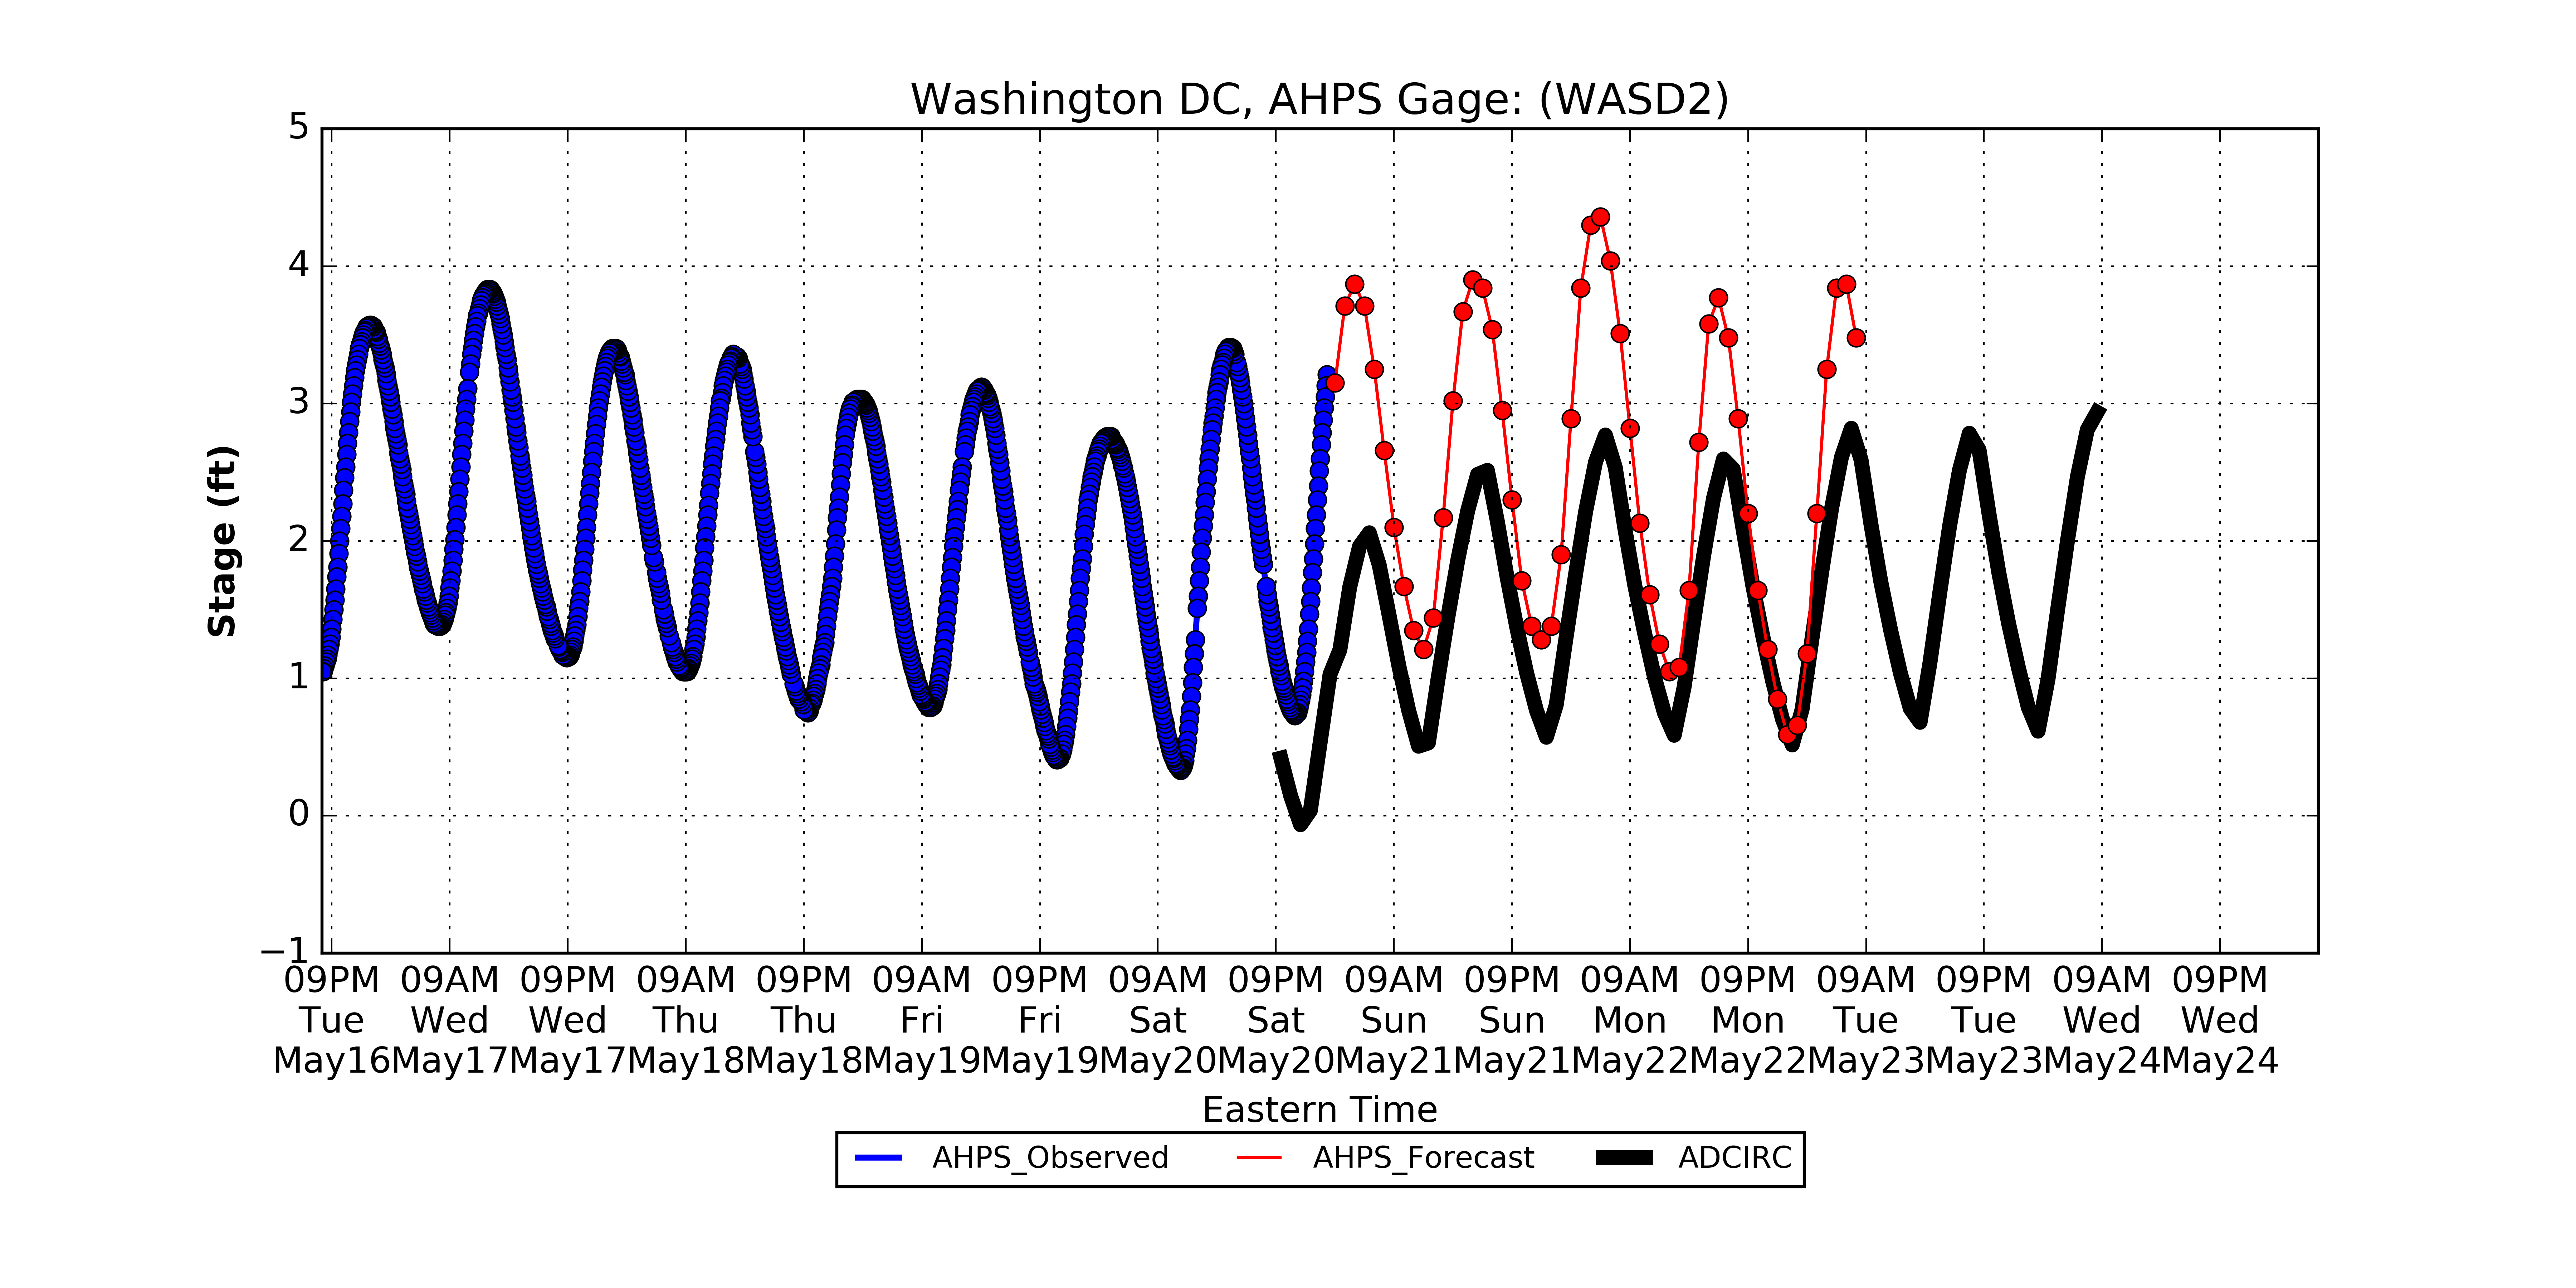 Washington DC, AHPS Gage: (WASD2)
5
4
3
2
1
0
−1
Stage (ft)
09PM 09AM 09PM 09AM 09PM 09AM 09PM 09AM 09PM 09AM 09PM 09AM 09PM 09AM 09PM 09AM 09PM
Tue Wed Wed Thu Thu Fri Fri Sat Sat Sun Sun Mon Mon Tue Tue Wed Wed
May16 May17 May17 May18 May18 May19 May19 May20 May20 May21 May21 May22 May22 May23 May23 May24 May24
Eastern Time
AHPS_Observed AHPS_Forecast ADCIRC